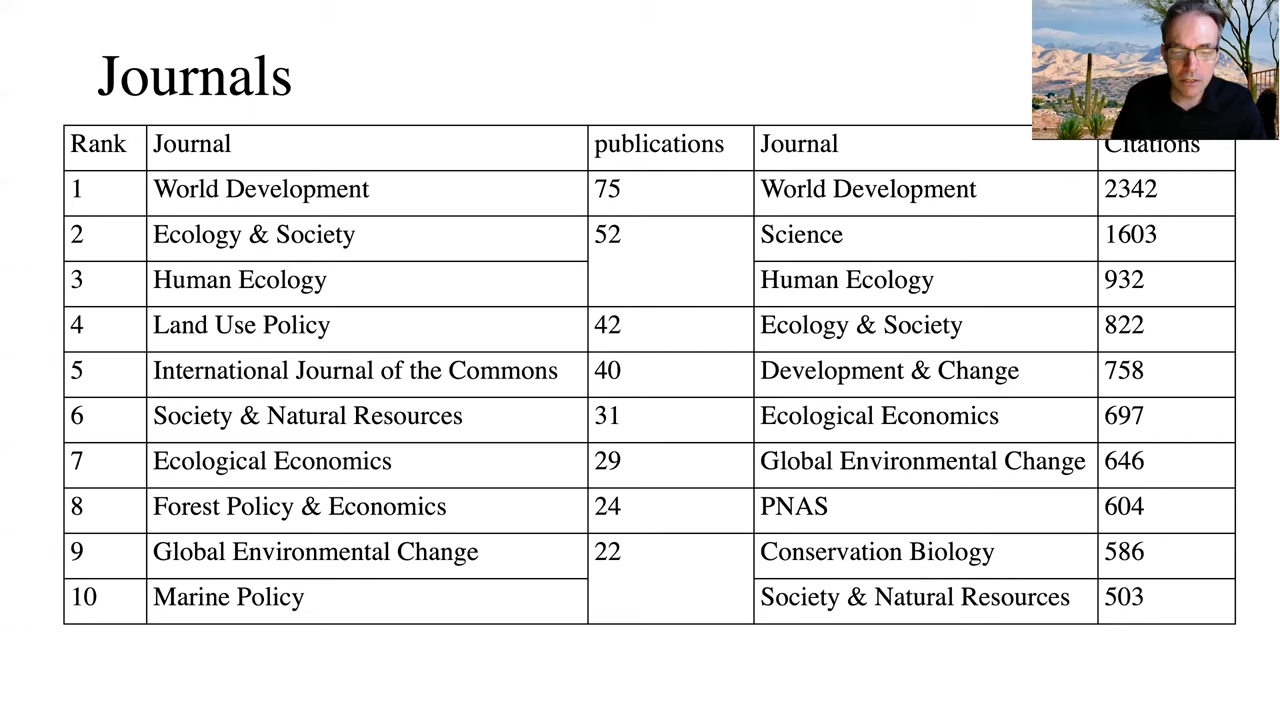 Journals
Rank Journal publications Journal Citations
1 World Development 75 World Development 2342
2 Ecology & Society 52 Science 1603
3 Human Ecology Human Ecology 932
4 Land Use Policy 42 Ecology & Society 822
5 International Journal of the Commons 40 Development & Change 758
6 Society & Natural Resources 31 Ecological Economics 697
7 Ecological Economics 29 Global Environmental Change 646
8 Forest Policy & Economics 24 PNAS 604
9 Global Environmental Change 22 Conservation Biology 586
10 Marine Policy Society & Natural Resources 503